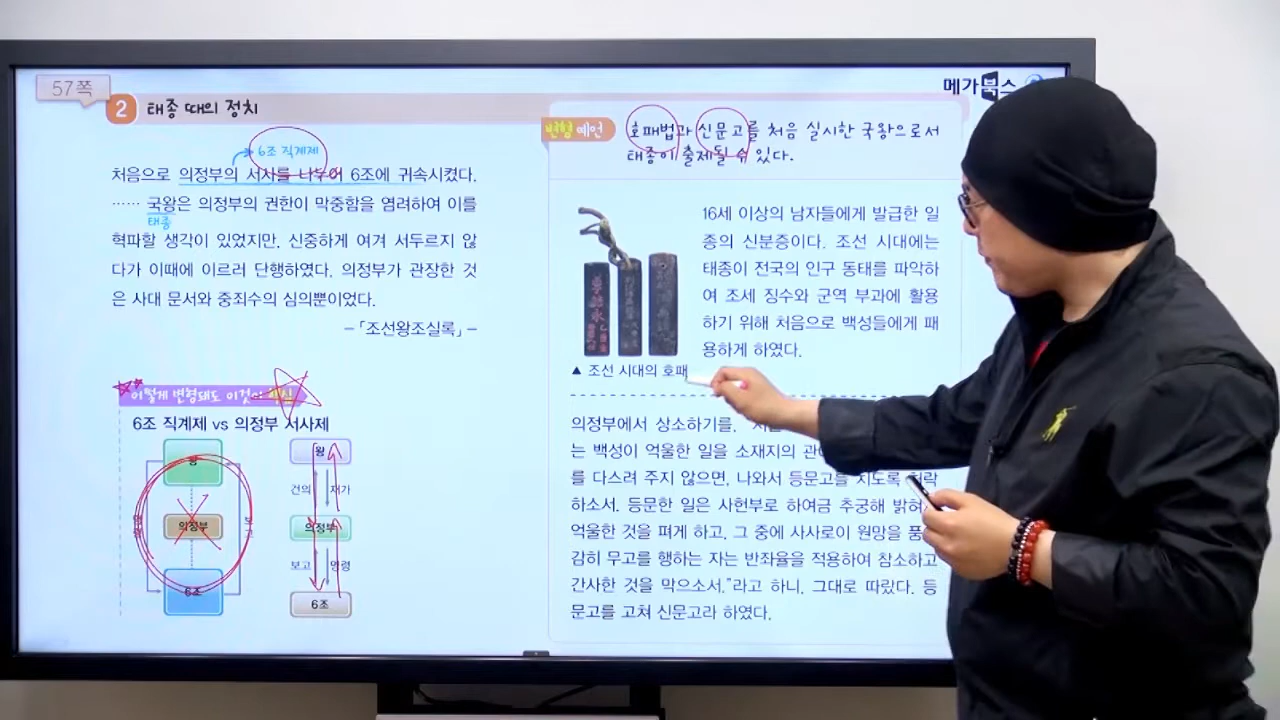 57쪽
메가북스
2 태종 때의 정치
6조 직계제
처음으로 의정부의 서사를 나누어 6조에 귀속시켰다.
…… 국왕은 의정부의 권한이 막중함을 염려하여 이를
태종
혁파할 생각이 있었지만, 신중하게 여겨 서두르지 않
다가 이때에 이르러 단행하였다. 의정부가 관장한 것
은 사대 문서와 중죄수의 심의뿐이었다.
–「조선왕조실록」–
어떻게 변형돼도 이것이 핵심
6조 직계제 vs 의정부 서사제
왕
의정부
6조
왕
건의 재가
의정부
보고 명령
6조
변형 예언
호패법과 신문고를 처음 실시한 국왕으로서
태종이 출제될 수 있다.
16세 이상의 남자들에게 발급한 일
종의 신분증이다. 조선 시대에는
태종이 전국의 인구 동태를 파악하
여 조세 징수와 군역 부과에 활용
하기 위해 처음으로 백성들에게 패
용하게 하였다.
▲ 조선 시대의 호패
의정부에서 상소하기를,
는 백성이 억울한 일을 소재지의
를 다스려 주지 않으면, 나와서 등문고를 치도록 허락
하소서. 등문한 일은 사헌부로 하여금 추궁해 밝혀
억울한 것을 펴게 하고, 그 중에 사사로이 원망을 품
감히 무고를 행하는 자는 반좌율을 적용하여 참소하고
간사한 것을 막으소서.”라고 하니, 그대로 따랐다. 등
문고를 고쳐 신문고라 하였다.